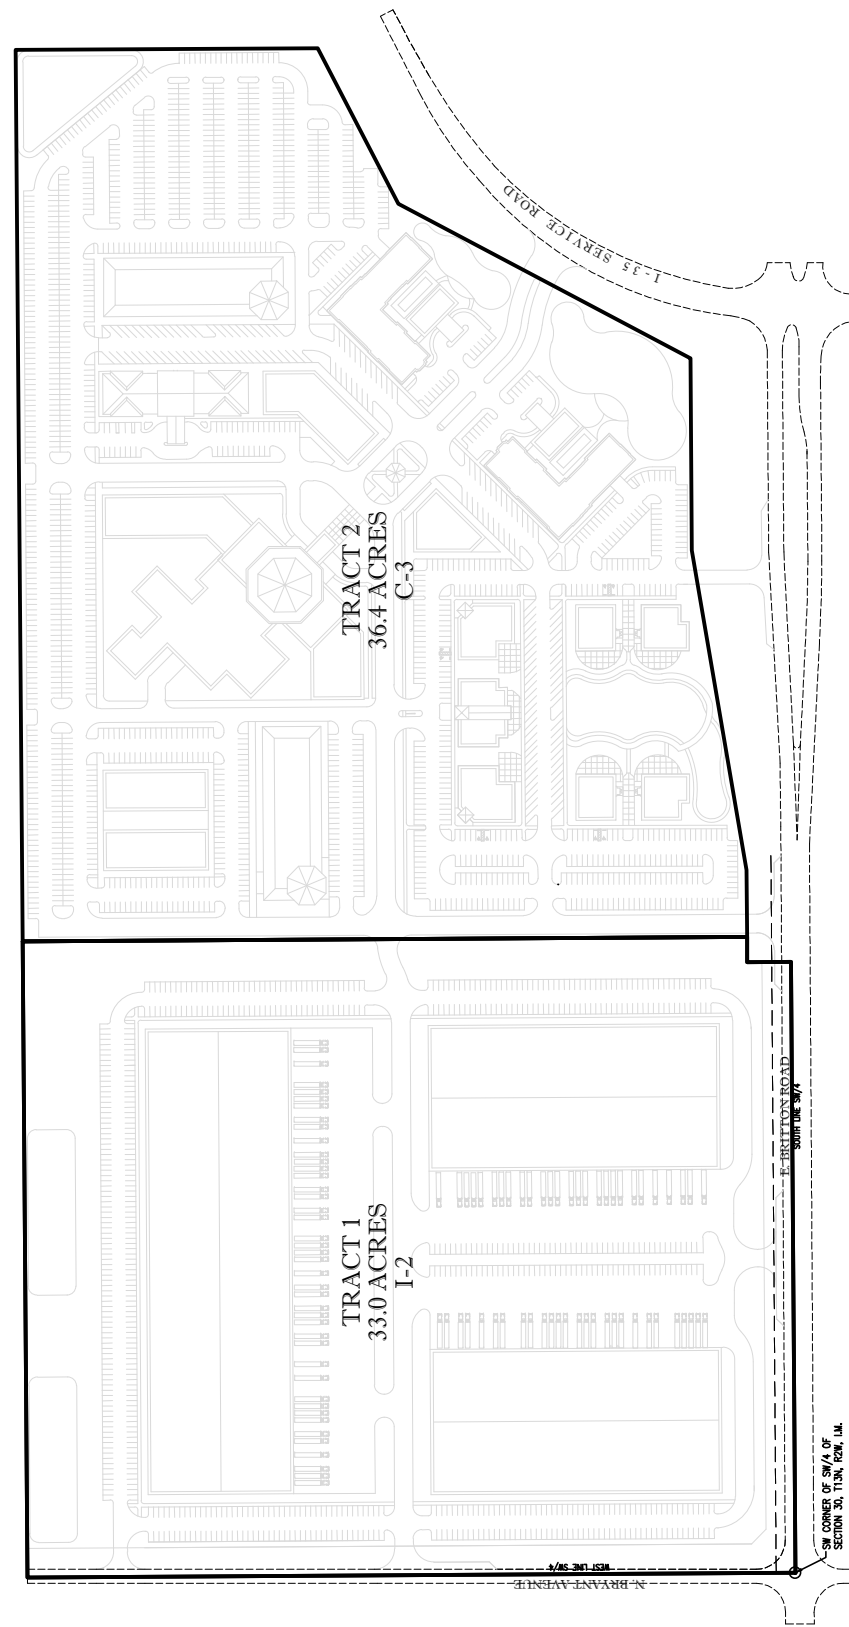 I-35 SERVICE ROAD
TRACT 2
36.4 ACRES
C-3
TRACT 1
33.0 ACRES
I-2
E. BRITTON ROAD
SOUTH LINE SW/4
WEST LINE SW/4
N. BRYANT AVENUE
SW CORNER OF SW/4 OF
SECTION 30, T13N, R2W, I.M.